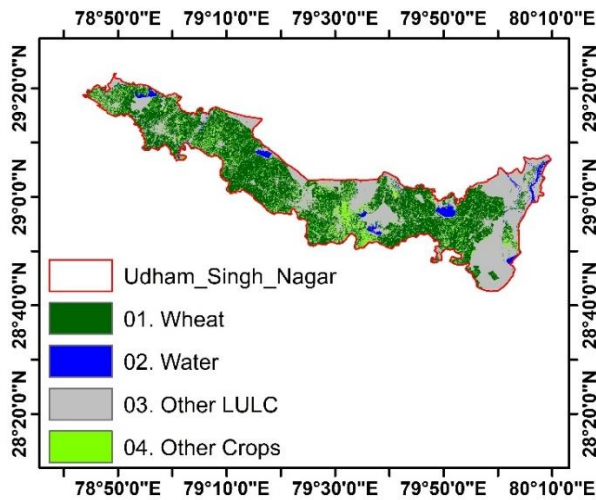 78°50'0"E 79°10'0"E 79°30'0"E 79°50'0"E 80°10'0"E
29°20'0"N 29°20'0"N
29°0'0"N 29°0'0"N
Udham_Singh_Nagar
28°40'0"N 28°40'0"N
01. Wheat
02. Water
03. Other LULC
28°20'0"N 28°20'0"N
04. Other Crops
78°50'0"E 79°10'0"E 79°30'0"E 79°50'0"E 80°10'0"E